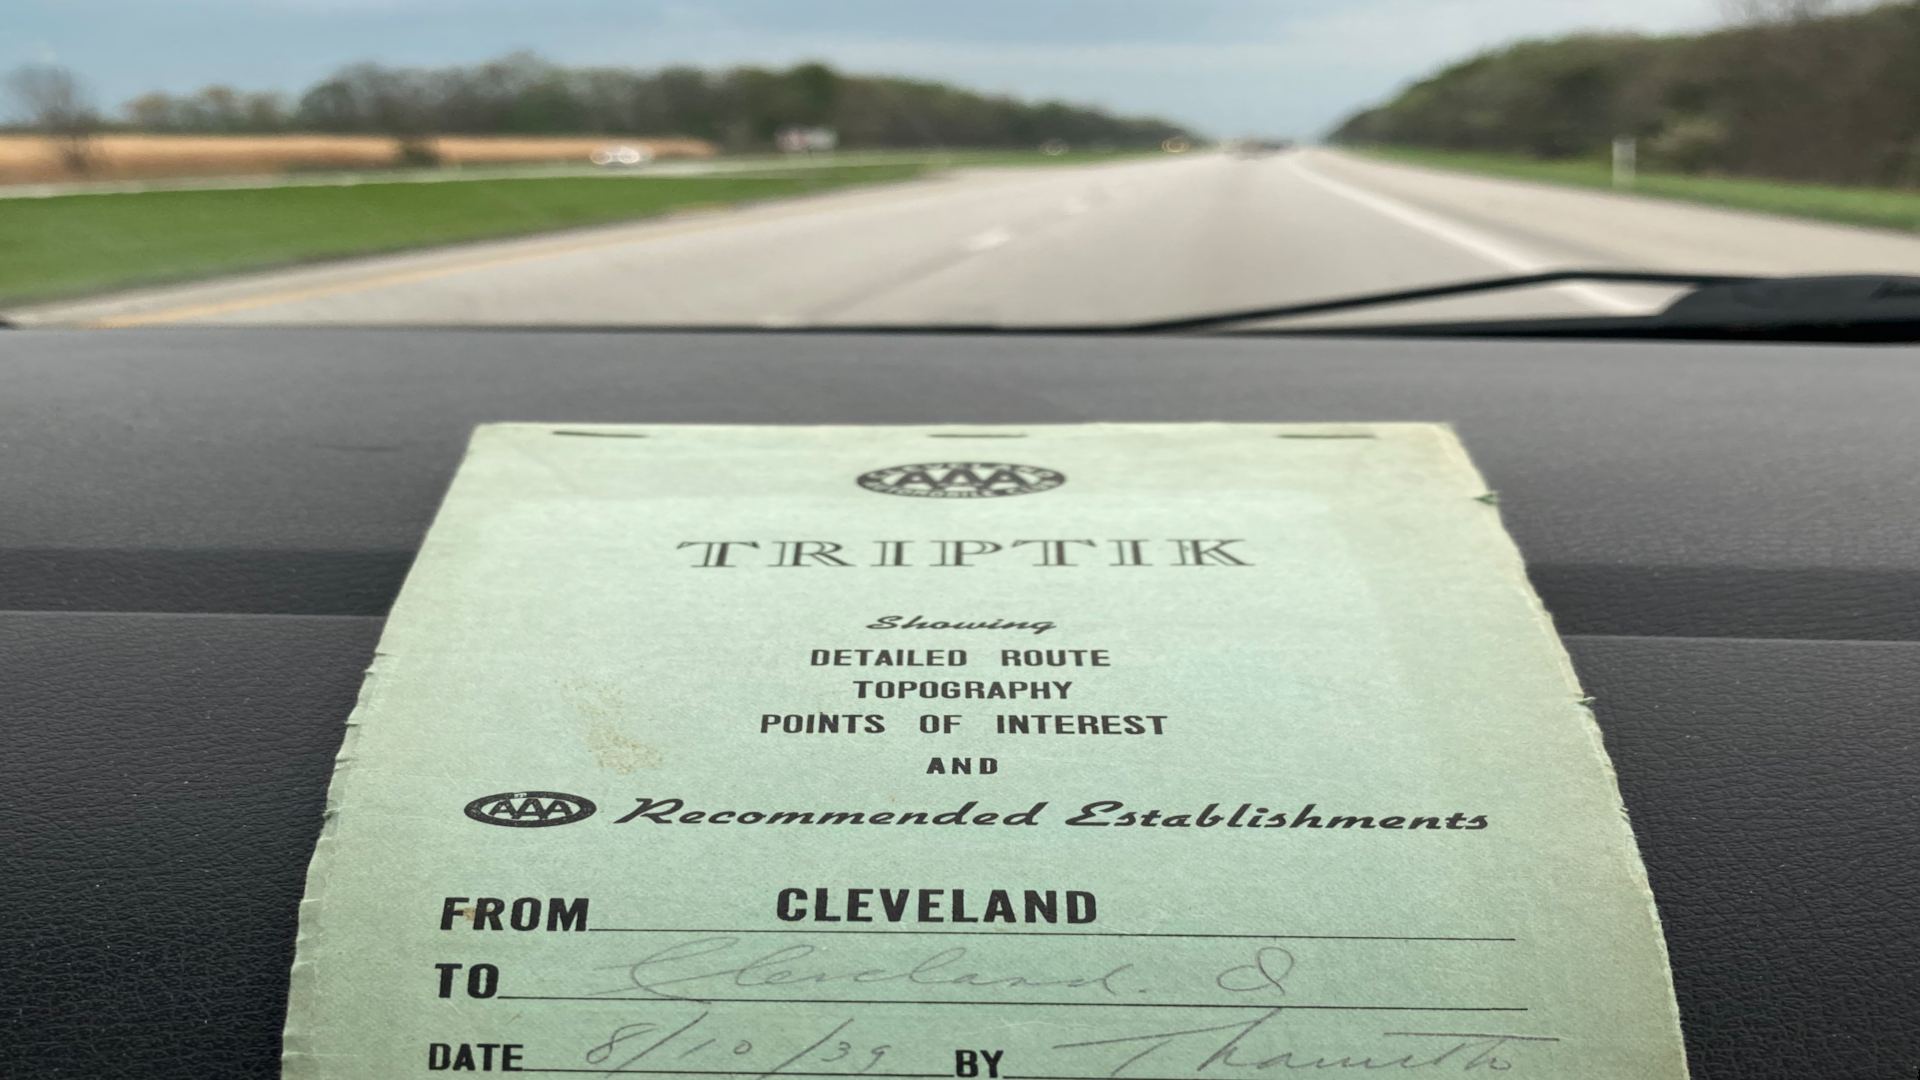 AAA
TRIPTIK
Showing
DETAILED ROUTE
TOPOGRAPHY
POINTS OF INTEREST
AND
AAA Recommended Establishments
FROM CLEVELAND
TO Cleveland. O
DATE 8/10/39 BY